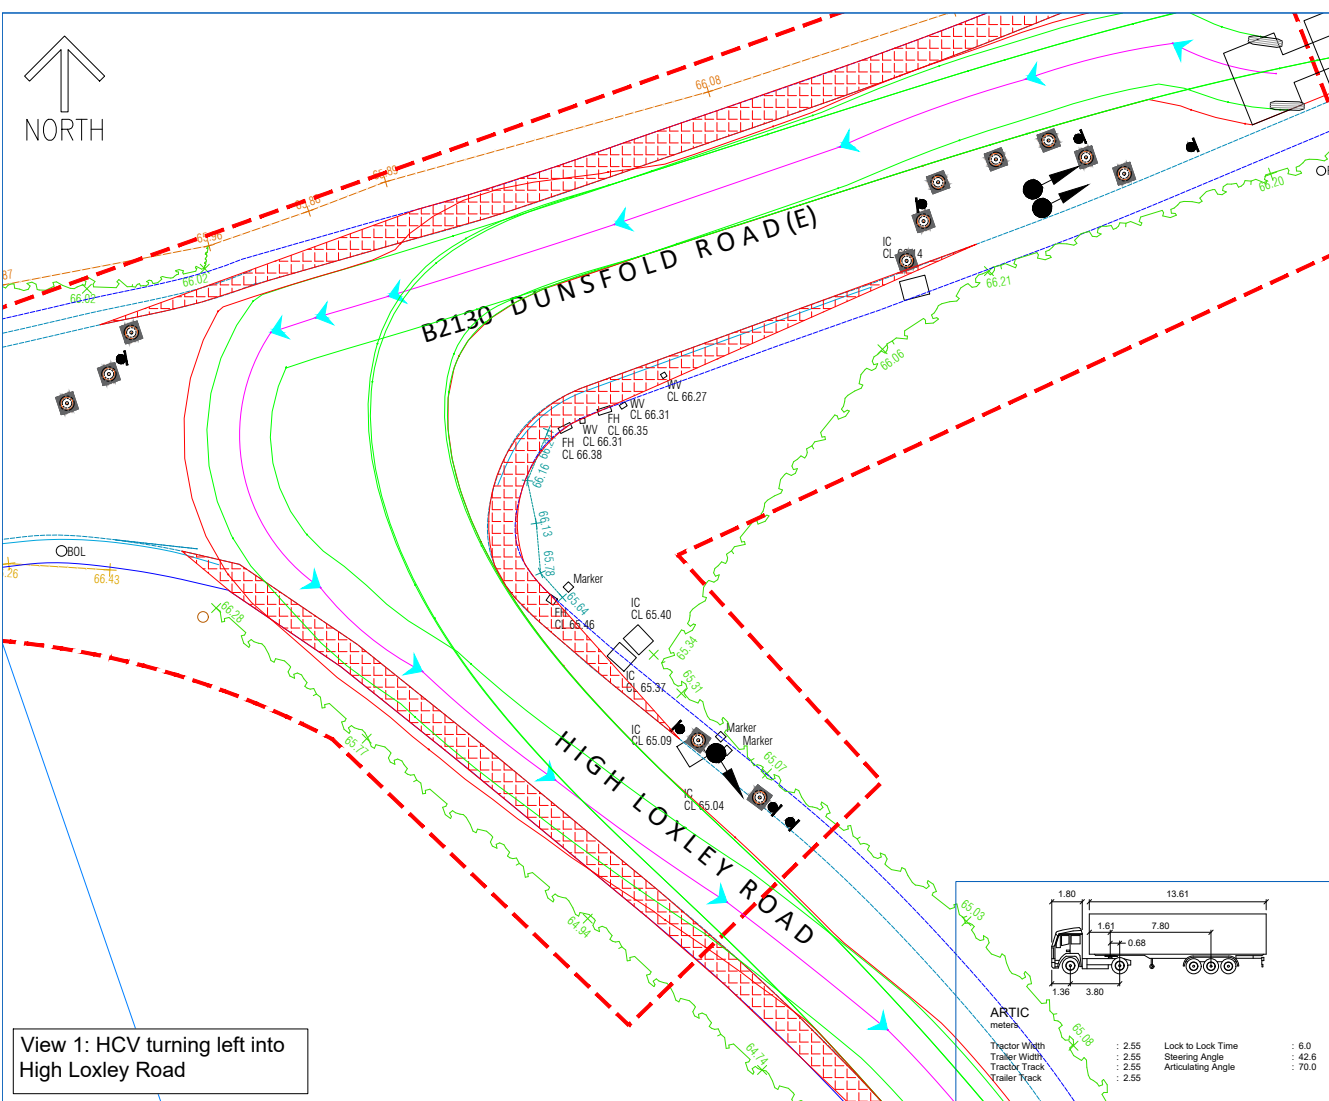 NORTH
66.08
66.02
66.02
66.20
66.21
66.06
B2130 DUNSFOLD ROAD(E)
IC
WV
CL 66.27
WV
CL 66.31
FH
CL 66.35
WV
CL 66.31
FH
CL 66.38
66.16
66.13
65.78
65.64
Marker
FH
CL 65.46
IC
CL 65.40
IC
CL 65.37
65.34
65.31
BOL
66.43
66.28
65.77
IC
CL 65.09
Marker
Marker
65.07
IC
CL 65.04
HIGH LOXLEY ROAD
64.94
64.74
65.03
65.08
1.80
13.61
1.61
7.80
0.68
1.36
3.80
ARTIC
meters
Tractor Width : 2.55 Lock to Lock Time : 6.0
Trailer Width : 2.55 Steering Angle : 42.6
Tractor Track : 2.55 Articulating Angle : 70.0
Trailer Track : 2.55
View 1: HCV turning left into
High Loxley Road